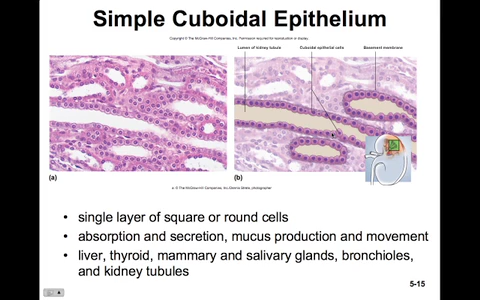 Simple Cuboidal Epithelium
Copyright © The McGraw-Hill Companies, Inc. Permission required for reproduction or display.
Lumen of kidney tubule Cuboidal epithelial cells Basement membrane
(a) (b)
a: © The McGraw-Hill Companies, Inc./Dennis Strete, photographer
• single layer of square or round cells
• absorption and secretion, mucus production and movement
• liver, thyroid, mammary and salivary glands, bronchioles,
and kidney tubules
5-15